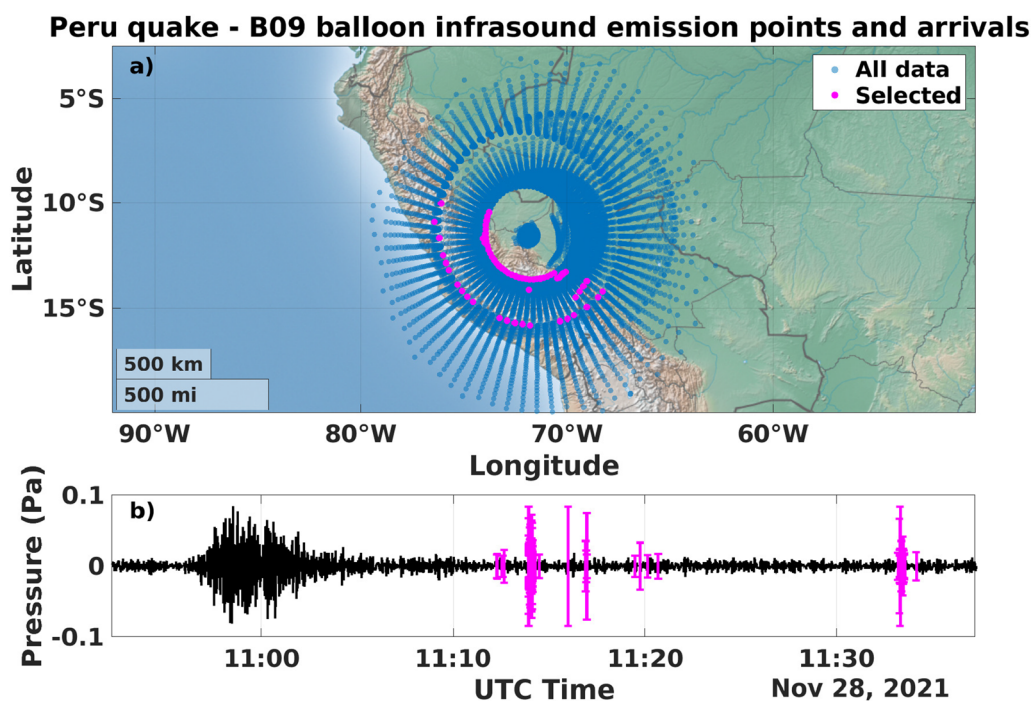 Peru quake - B09 balloon infrasound emission points and arrivals
a)
All data
Selected
5°S
10°S
15°S
Latitude
500 km
500 mi
90°W 80°W 70°W 60°W
Longitude
b)
0.1
0
-0.1
Pressure (Pa)
11:00 11:10 11:20 11:30
UTC Time
Nov 28, 2021